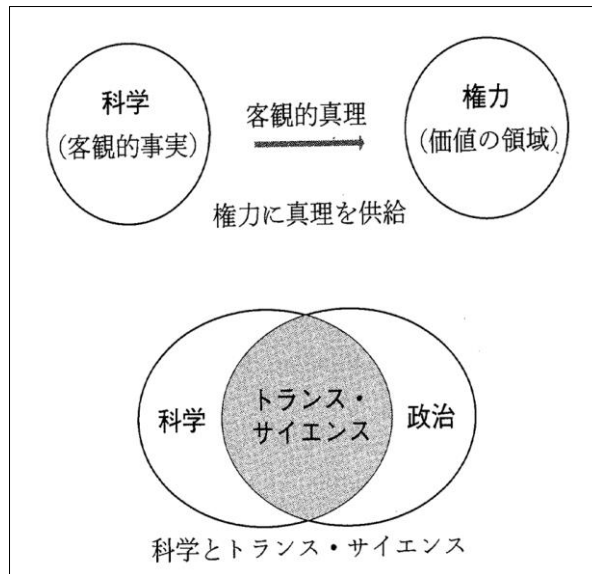 科学
(客観的事実)
客観的真理
権力
(価値の領域)
権力に真理を供給
科学
トランス・
サイエンス
政治
科学とトランス・サイエンス